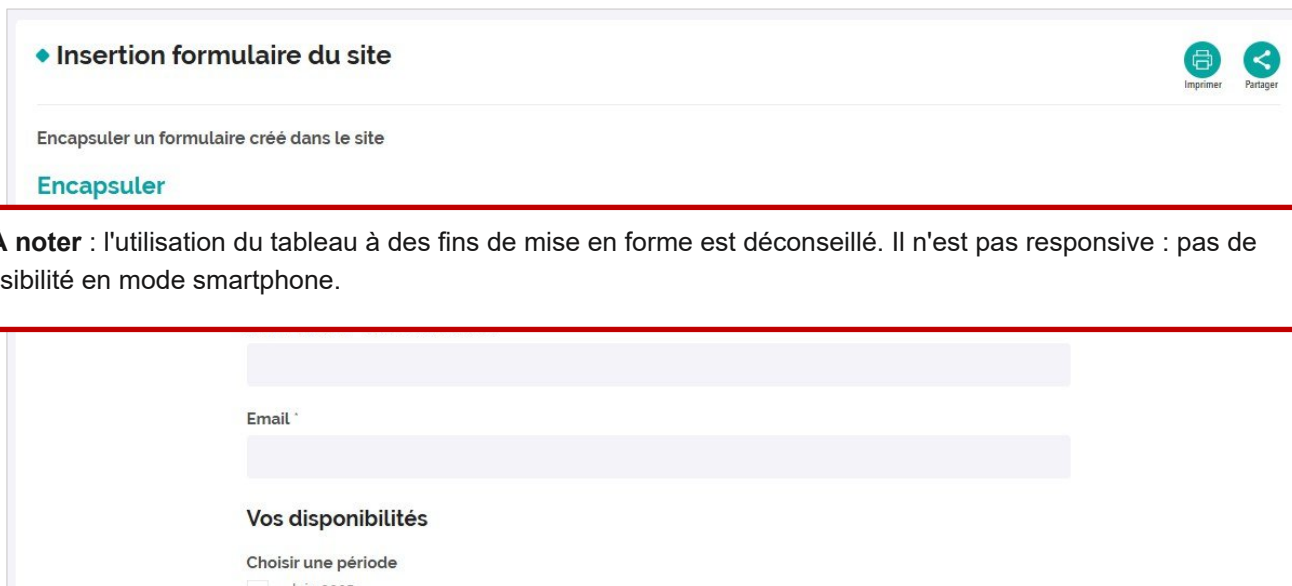 Insertion formulaire du site
Imprimer Partager
Encapsuler un formulaire créé dans le site
Encapsuler
A noter : l'utilisation du tableau à des fins de mise en forme est déconseillé. Il n'est pas responsive : pas de
sibilité en mode smartphone.
Email *
Vos disponibilités
Choisir une période